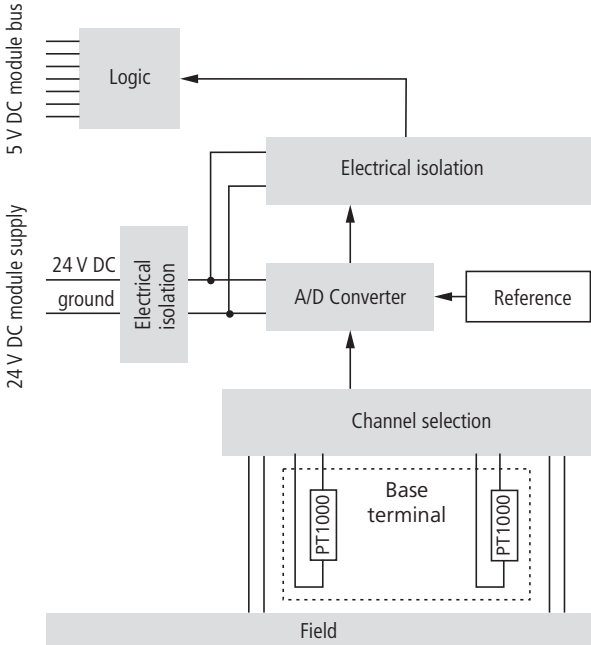 5 V DC module bus
Logic
Electrical isolation
24 V DC module supply
24 V DC
ground
Electrical
isolation
A/D Converter
Reference
Channel selection
Base
terminal
PT1000
PT1000
Field